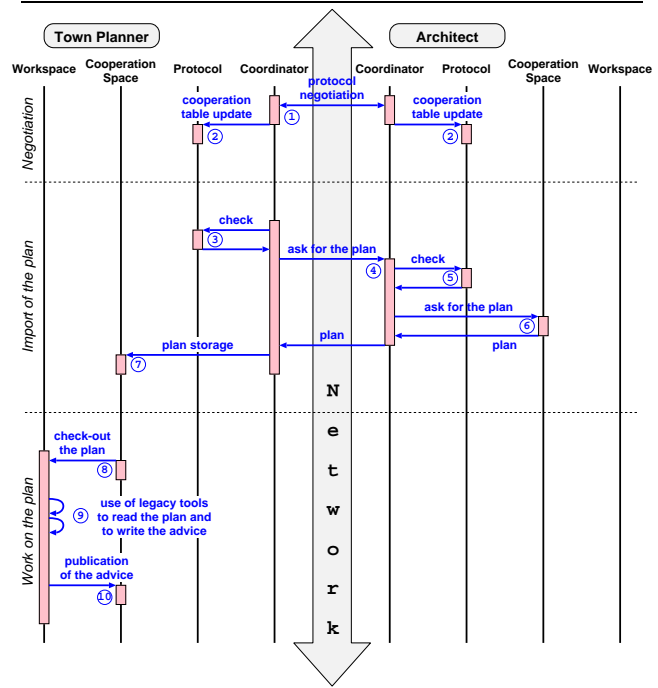 Town Planner
Architect
Workspace
Cooperation
Space
Protocol
Coordinator
Coordinator
Protocol
Cooperation
Space
Workspace
Negotiation
protocol
negotiation
1
cooperation
table update
2
cooperation
table update
2
Import of the plan
check
3
ask for the plan
4
check
5
ask for the plan
6
plan
plan
plan storage
7
Network
Work on the plan
check-out
the plan
8
9
use of legacy tools
to read the plan and
to write the advice
publication
of the advice
10